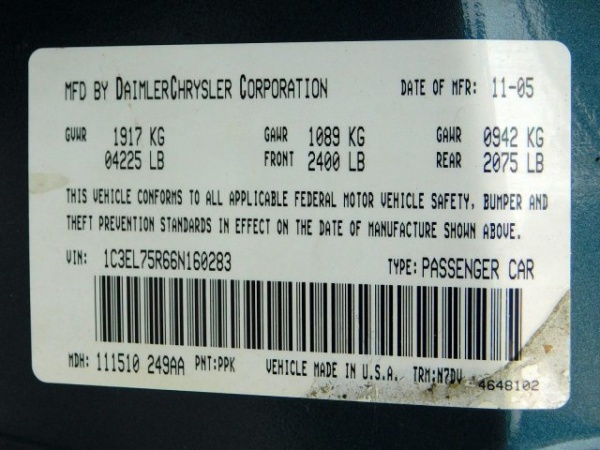 MFD BY DAIMLERCHRYSLER CORPORATION DATE OF MFR: 11-05
GVWR 1917 KG GAWR 1089 KG GAWR 0942 KG
04225 LB FRONT 2400 LB REAR 2075 LB
THIS VEHICLE CONFORMS TO ALL APPLICABLE FEDERAL MOTOR VEHICLE SAFETY, BUMPER AND
THEFT PREVENTION STANDARDS IN EFFECT ON THE DATE OF MANUFACTURE SHOWN ABOVE.
VIN: 1C3EL75R66N160283 TYPE: PASSENGER CAR
MDH: 111510 249AA PNT:PPK VEHICLE MADE IN U.S.A. TRM:N7DV 4648102